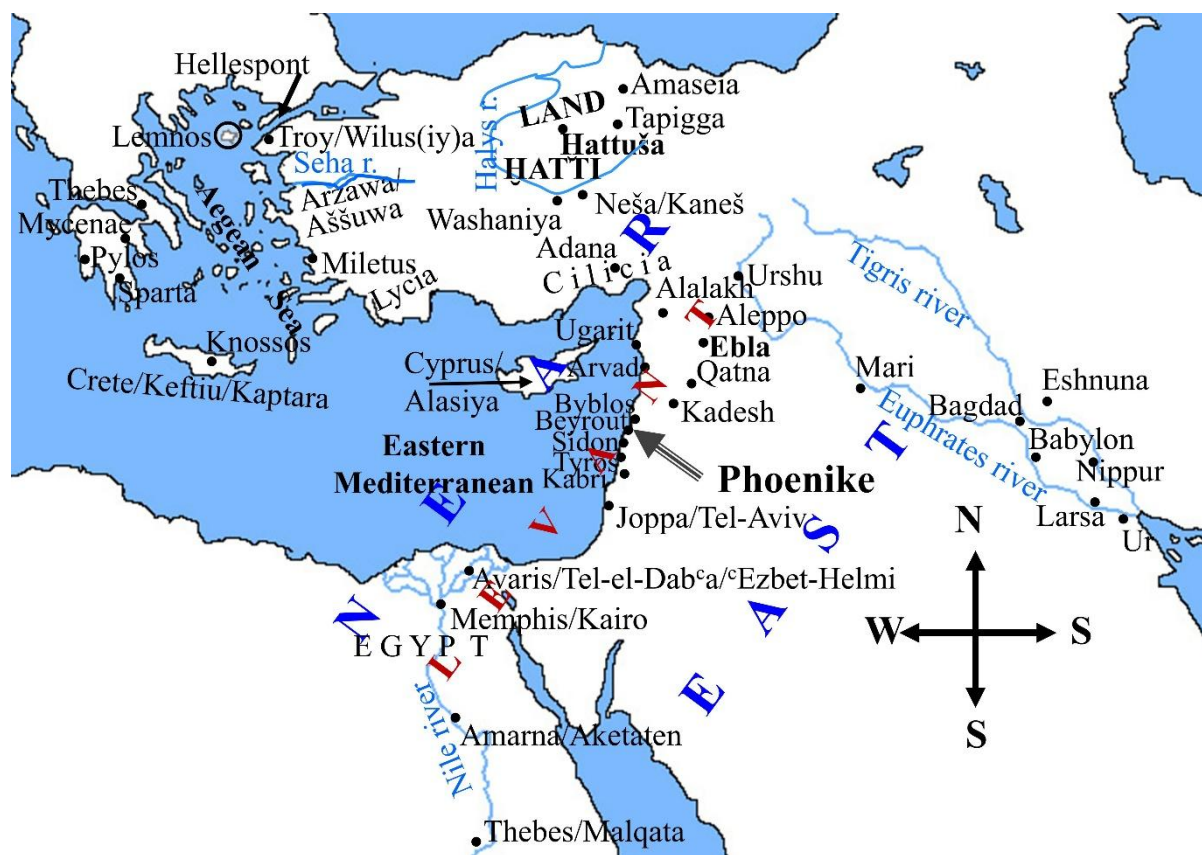 Hellespont
Amaseia
LAND
Tapigga
Lemnos
Troy/Wilus(iy)a
Halys r.
Hattuša
ḪATTI
Seha r.
Arzawa/
Aššuwa
Thebes
Aegean
Sea
Washaniya
Neša/Kaneš
Mycenae
Pylos
Sparta
Miletus
Lycia
Adana
Cilicia
Urshu
Tigris river
Alalakh
Aleppo
Ugarit
Ebla
Knossos
Crete/Keftiu/Kaptara
Cyprus/
Alasiya
Arvad
Qatna
Mari
Eshnuna
Byblos
Kadesh
Bagdad
Beyrout
Euphrates river
Eastern
Mediterranean
Sidon
Babylon
Tyros
Nippur
Kabri
Phoenike
Joppa/Tel-Aviv
Larsa
Ur
N
W
S
S
Avaris/Tel-el-Dabᶜa/ᶜEzbet-Helmi
Memphis/Kairo
EGYPT
Nile river
Amarna/Aketaten
Thebes/Malqata
NEAR
EAST
LEVANT